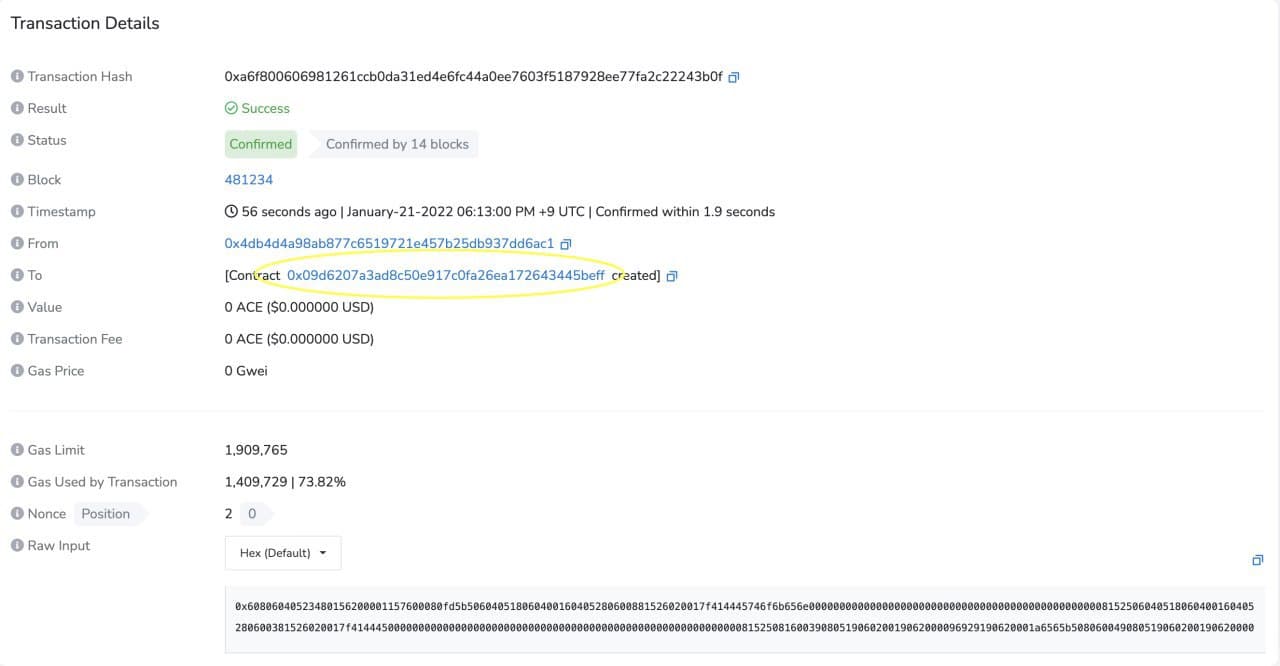 Transaction Details
Transaction Hash 0xa6f800606981261ccb0da31ed4e6fc44a0ee7603f5187928ee77fa2c22243b0f
Result Success
Status Confirmed Confirmed by 14 blocks
Block 481234
Timestamp 56 seconds ago | January-21-2022 06:13:00 PM +9 UTC | Confirmed within 1.9 seconds
From 0x4db4d4a98ab877c6519721e457b25db937dd6ac1
To [Contract 0x09d6207a3ad8c50e917c0fa26ea172643445beff created]
Value 0 ACE ($0.000000 USD)
Transaction Fee 0 ACE ($0.000000 USD)
Gas Price 0 Gwei
Gas Limit 1,909,765
Gas Used by Transaction 1,409,729 | 73.82%
Nonce Position 2 0
Raw Input Hex (Default)